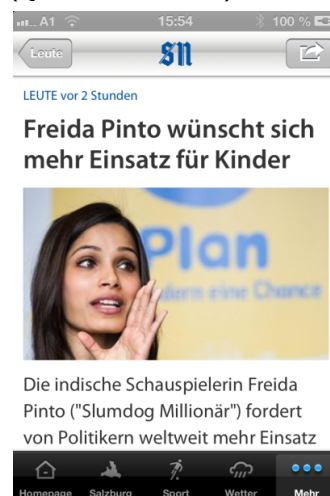 A1 15:54 100 %
Leute SN
LEUTE vor 2 Stunden
Freida Pinto wünscht sich
mehr Einsatz für Kinder
Plan
dern eine Chance
Die indische Schauspielerin Freida
Pinto ("Slumdog Millionär") fordert
von Politikern weltweit mehr Einsatz
Homepage Salzburg Sport Wetter Mehr